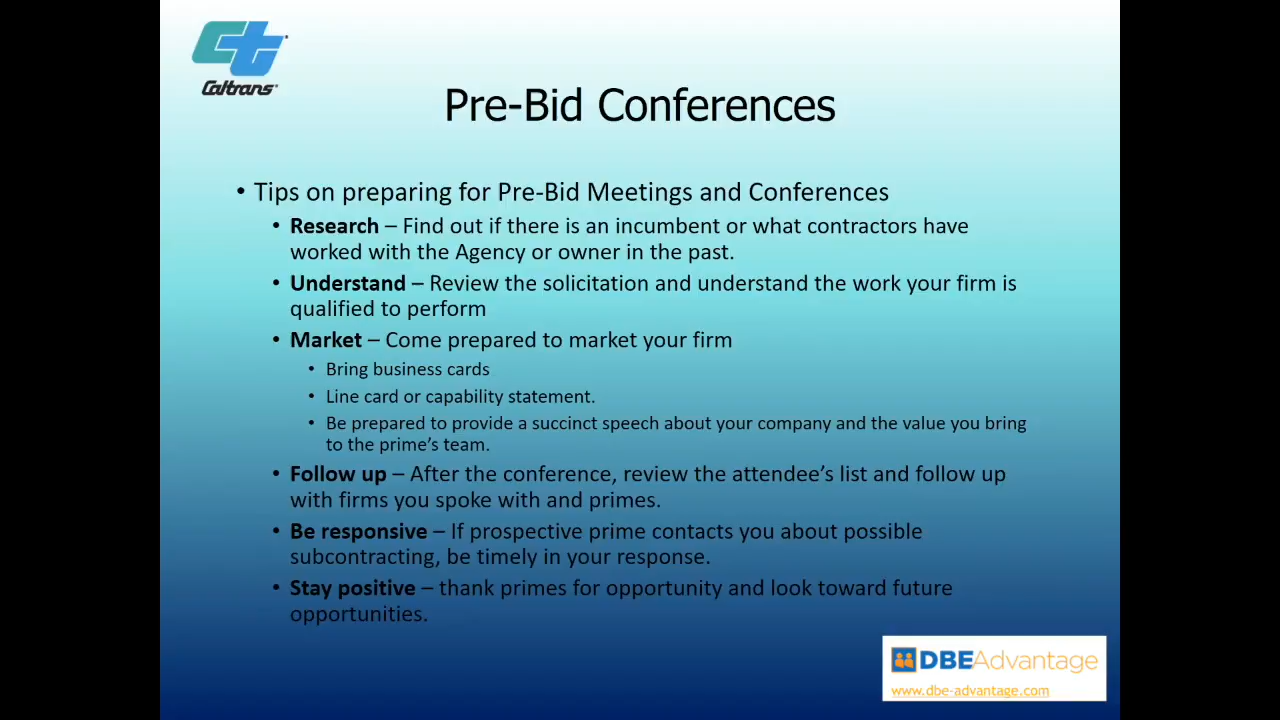 Caltrans
Pre-Bid Conferences
• Tips on preparing for Pre-Bid Meetings and Conferences
• Research – Find out if there is an incumbent or what contractors have
worked with the Agency or owner in the past.
• Understand – Review the solicitation and understand the work your firm is
qualified to perform
• Market – Come prepared to market your firm
• Bring business cards
• Line card or capability statement.
• Be prepared to provide a succinct speech about your company and the value you bring
to the prime’s team.
• Follow up – After the conference, review the attendee’s list and follow up
with firms you spoke with and primes.
• Be responsive – If prospective prime contacts you about possible
subcontracting, be timely in your response.
• Stay positive – thank primes for opportunity and look toward future
opportunities.
DBEAdvantage
www.dbe-advantage.com